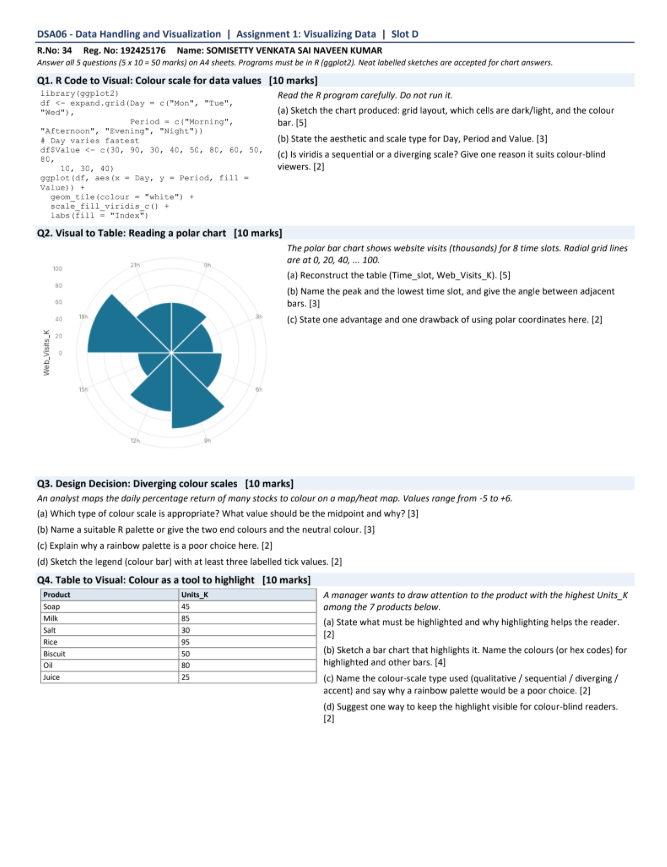 DSA06 - Data Handling and Visualization | Assignment 1: Visualizing Data | Slot D
R.No: 34 Reg. No: 192425176 Name: SOMISETTY VENKATA SAI NAVEEN KUMAR
Answer all 5 questions (5 x 10 = 50 marks) on A4 sheets. Programs must be in R (ggplot2). Neat labelled sketches are accepted for chart answers.
Q1. R Code to Visual: Colour scale for data values [10 marks]
library(ggplot2)
df <- expand.grid(Day = c("Mon", "Tue",
"Wed"),
Period = c("Morning",
"Afternoon", "Evening", "Night"))
# Day varies fastest
df$Value <- c(30, 90, 30, 40, 50, 80, 60, 50,
80,
10, 30, 40)
ggplot(df, aes(x = Day, y = Period, fill =
Value)) +
geom_tile(colour = "white") +
scale_fill_viridis_c() +
labs(fill = "Index")
Read the R program carefully. Do not run it.
(a) Sketch the chart produced: grid layout, which cells are dark/light, and the colour
bar. [5]
(b) State the aesthetic and scale type for Day, Period and Value. [3]
(c) Is viridis a sequential or a diverging scale? Give one reason it suits colour-blind
viewers. [2]
Q2. Visual to Table: Reading a polar chart [10 marks]
100
80
60
40
20
0
Web_Visits_K
21h
0h
18h
3h
15h
12h
The polar bar chart shows website visits (thousands) for 8 time slots. Radial grid lines
are at 0, 20, 40, ... 100.
(a) Reconstruct the table (Time_slot, Web_Visits_K). [5]
(b) Name the peak and the lowest time slot, and give the angle between adjacent
bars. [3]
(c) State one advantage and one drawback of using polar coordinates here. [2]
Q3. Design Decision: Diverging colour scales [10 marks]
An analyst maps the daily percentage return of many stocks to colour on a map/heat map. Values range from -5 to +6.
(a) Which type of colour scale is appropriate? What value should be the midpoint and why? [3]
(b) Name a suitable R palette or give the two end colours and the neutral colour. [3]
(c) Explain why a rainbow palette is a poor choice here. [2]
(d) Sketch the legend (colour bar) with at least three labelled tick values. [2]
Q4. Table to Visual: Colour as a tool to highlight [10 marks]
Product Units_K
Soap 45
Milk 85
Salt 30
Rice 95
Biscuit 50
Oil 80
Juice 25
A manager wants to draw attention to the product with the highest Units_K
among the 7 products below.
(a) State what must be highlighted and why highlighting helps the reader.
[2]
(b) Sketch a bar chart that highlights it. Name the colours (or hex codes) for
highlighted and other bars. [4]
(c) Name the colour-scale type used (qualitative / sequential / diverging /
accent) and say why a rainbow palette would be a poor choice. [2]
(d) Suggest one way to keep the highlight visible for colour-blind readers.
[2]